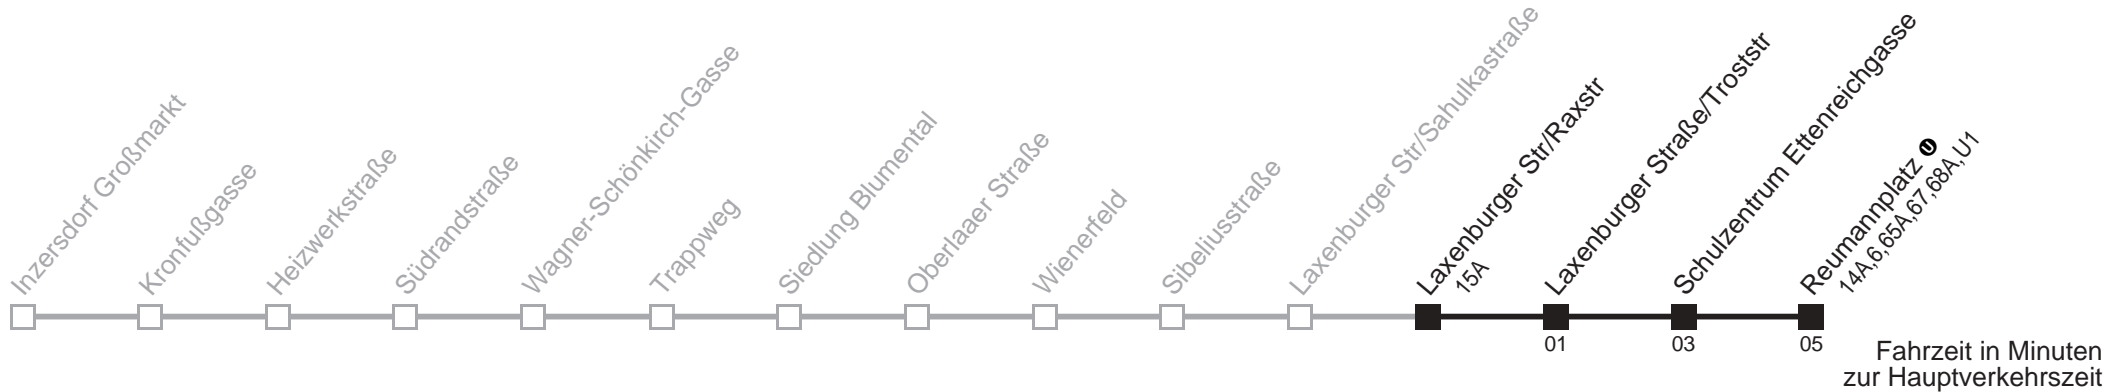 Inzersdorf Großmarkt
Kronfußgasse
Heizwerkstraße
Südrandstraße
Wagner-Schönkirch-Gasse
Trappweg
Siedlung Blumental
Oberlaaer Straße
Wienerfeld
Sibeliusstraße
Laxenburger Str/Sahulkastraße
Laxenburger Str/Raxstr
15A
Laxenburger Straße/Troststr
Schulzentrum Ettenreichgasse
Reumannplatz U
14A,6,65A,67,68A,U1
01
03
05
Fahrzeit in Minuten
zur Hauptverkehrszeit